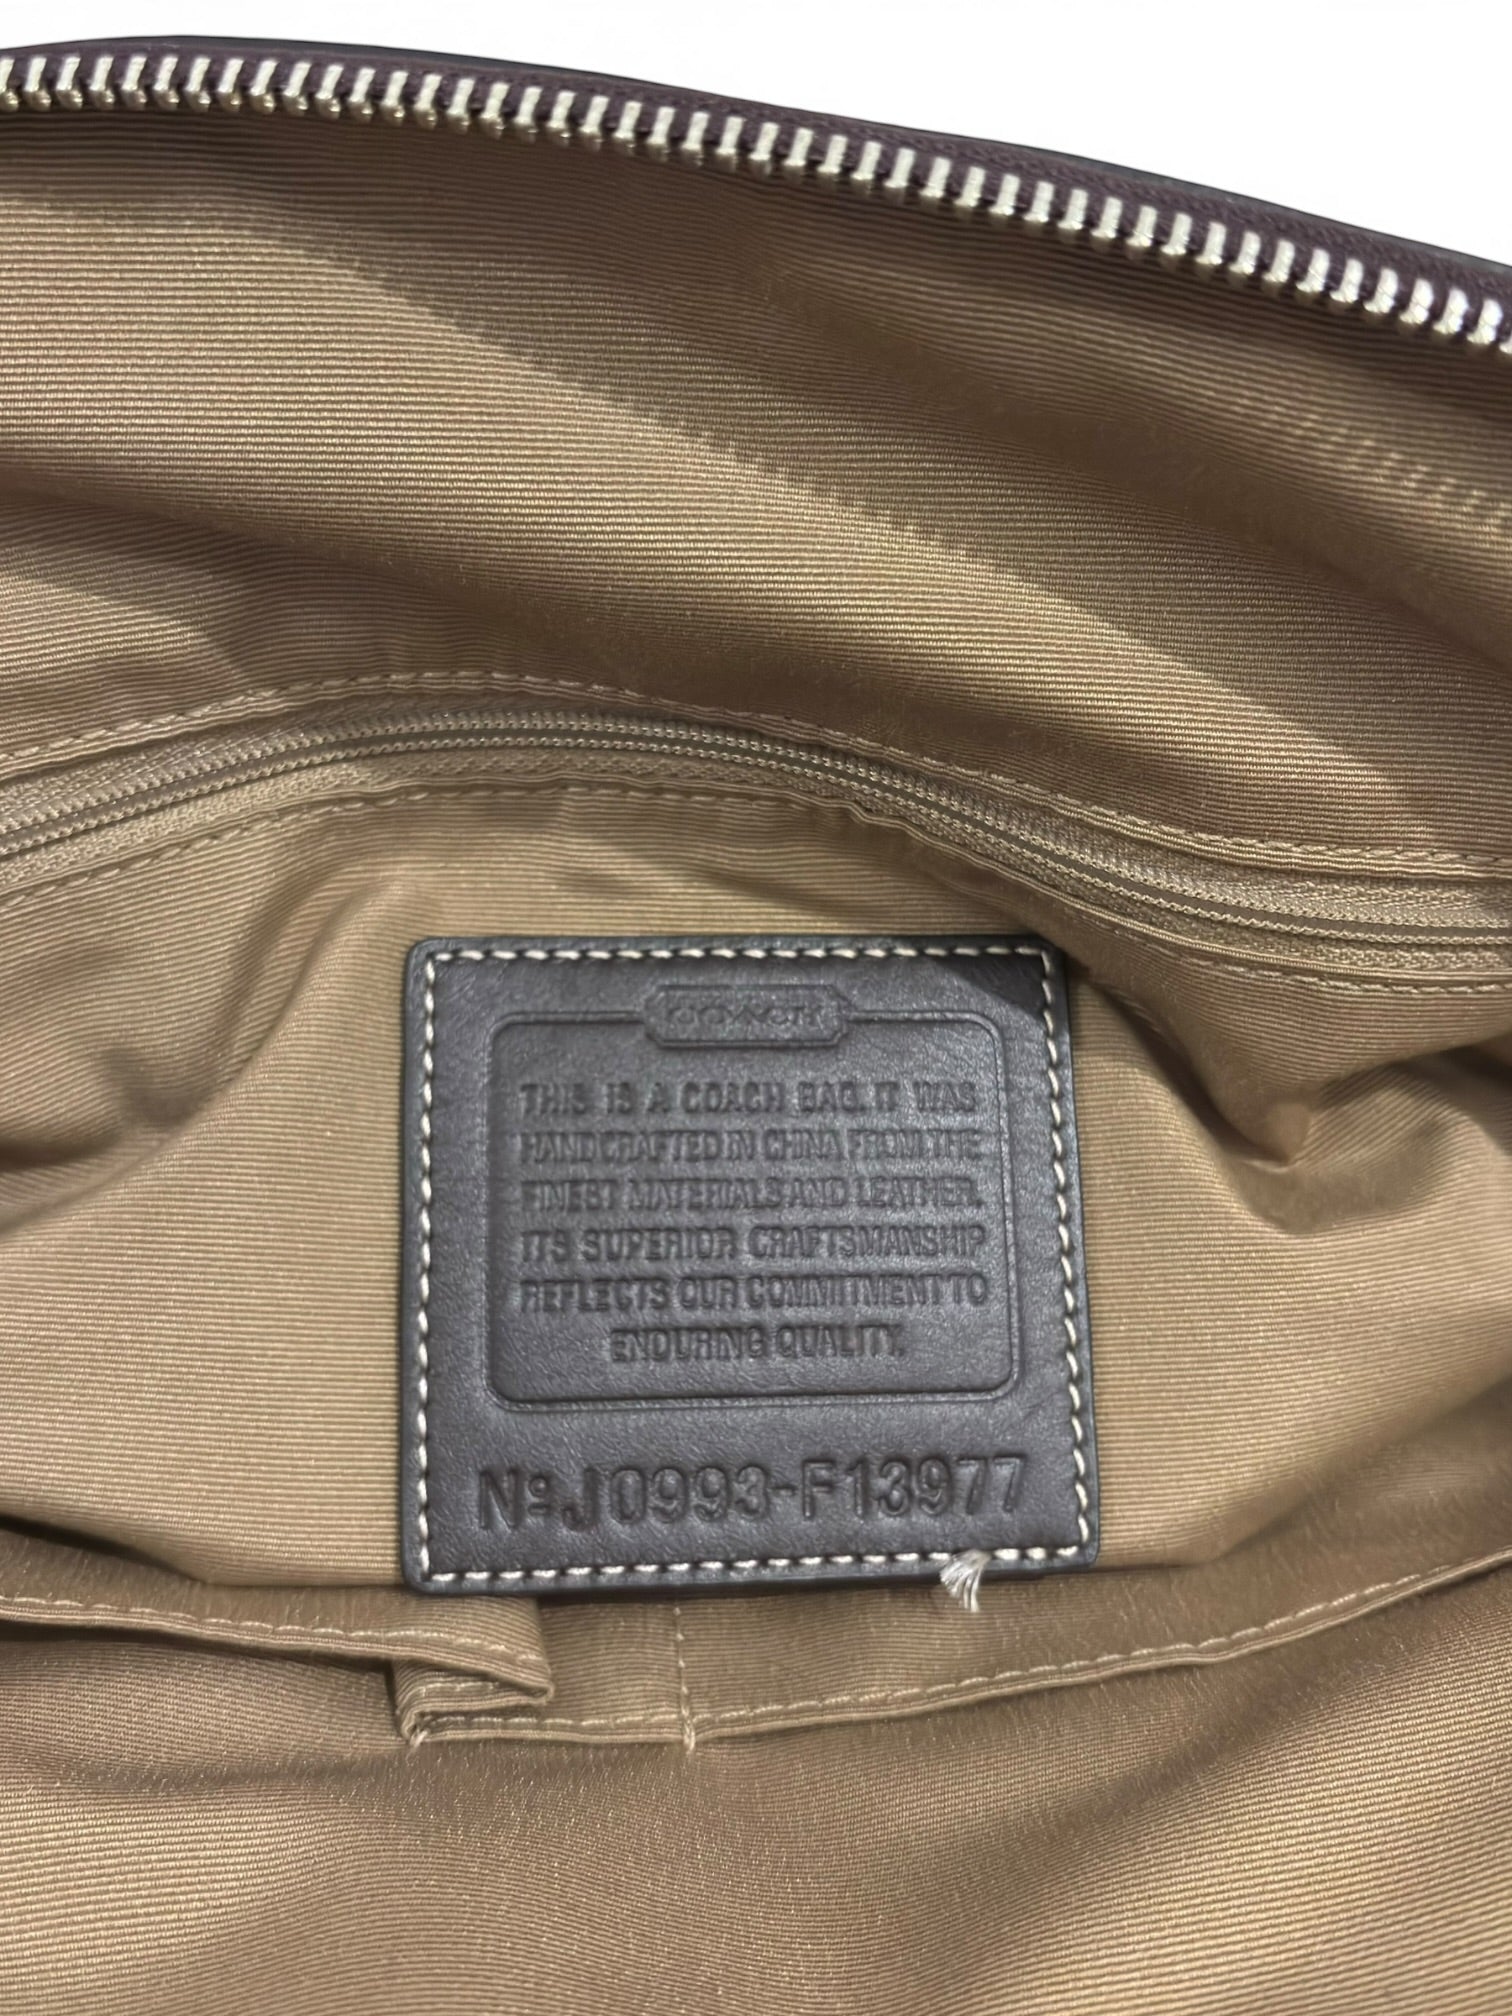 COACH
THIS IS A COACH BAG. IT WAS
HANDCRAFTED IN CHINA FROM THE
FINEST MATERIALS AND LEATHER.
ITS SUPERIOR CRAFTSMANSHIP
REFLECTS OUR COMMITMENT TO
ENDURING QUALITY.
Nº J0993-F13977